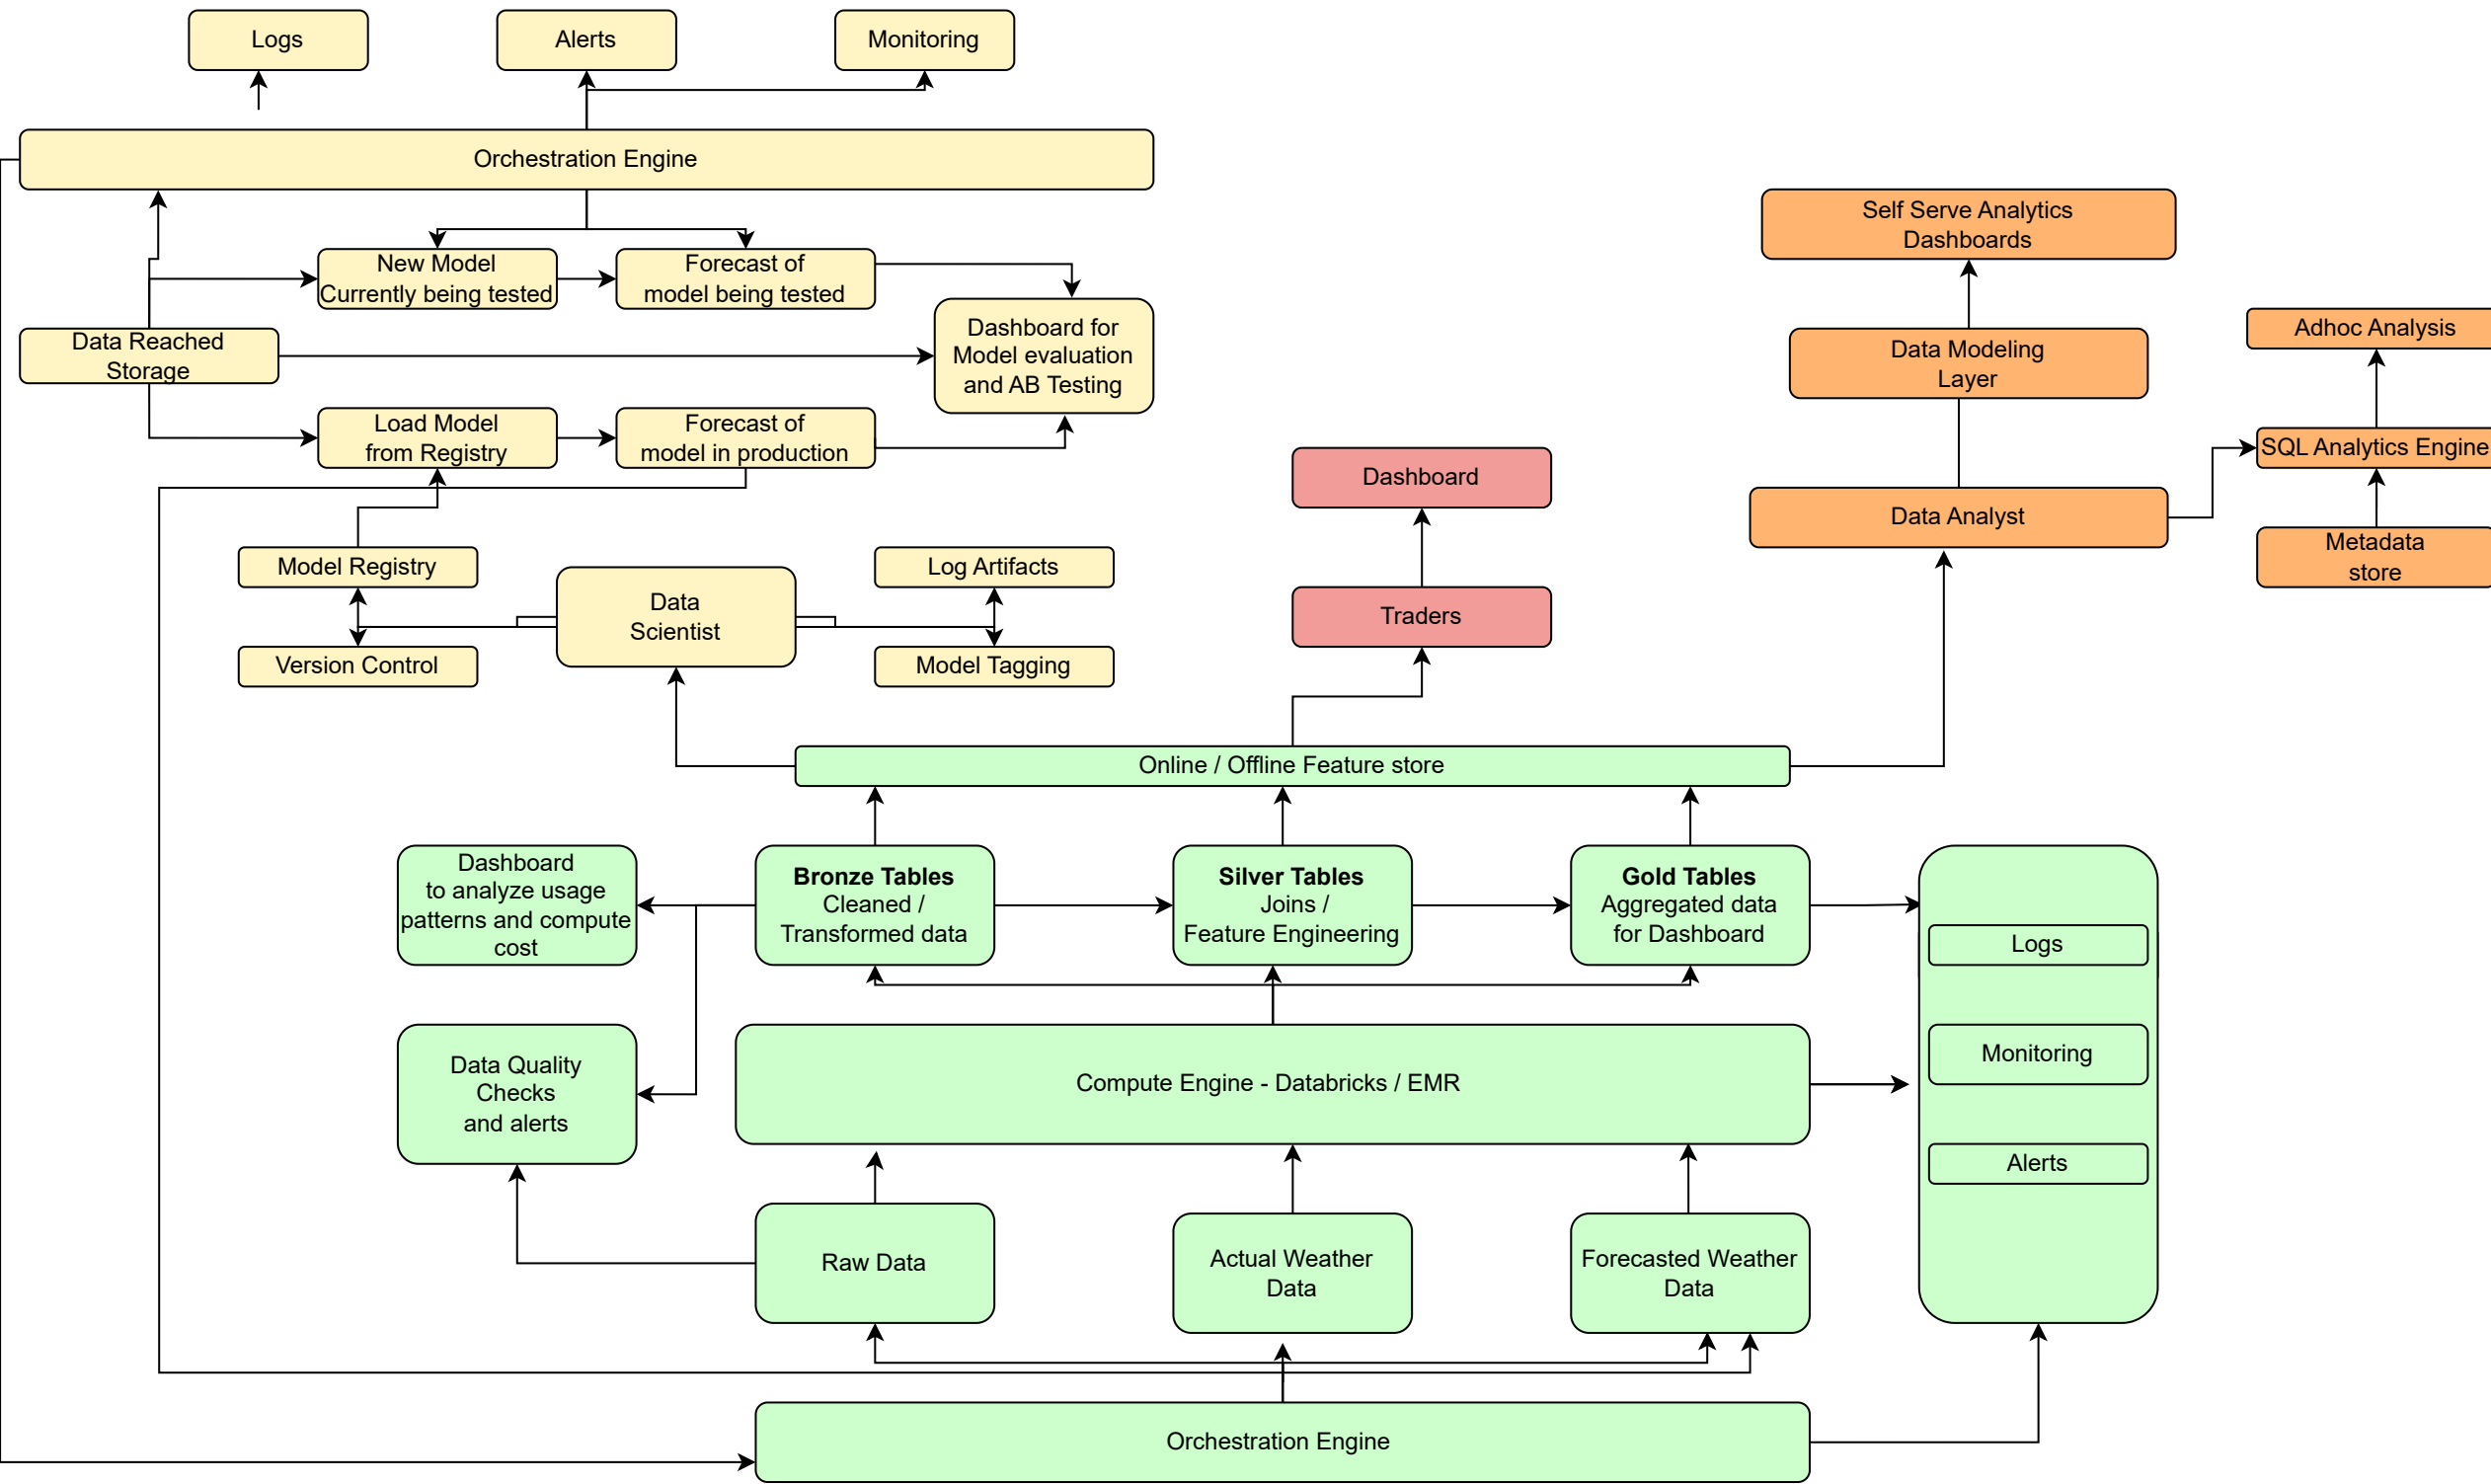 Logs
Alerts
Monitoring
Orchestration Engine
Self Serve Analytics
Dashboards
New Model
Currently being tested
Forecast of
model being tested
Data Reached
Storage
Dashboard for
Model evaluation
and AB Testing
Data Modeling
Layer
Adhoc Analysis
Load Model
from Registry
Forecast of
model in production
SQL Analytics Engine
Dashboard
Data Analyst
Metadata
store
Model Registry
Data
Scientist
Log Artifacts
Traders
Version Control
Model Tagging
Online / Offline Feature store
Dashboard
to analyze usage
patterns and compute
cost
Bronze Tables
Cleaned /
Transformed data
Silver Tables
Joins /
Feature Engineering
Gold Tables
Aggregated data
for Dashboard
Logs
Data Quality
Checks
and alerts
Compute Engine - Databricks / EMR
Monitoring
Alerts
Raw Data
Actual Weather
Data
Forecasted Weather
Data
Orchestration Engine